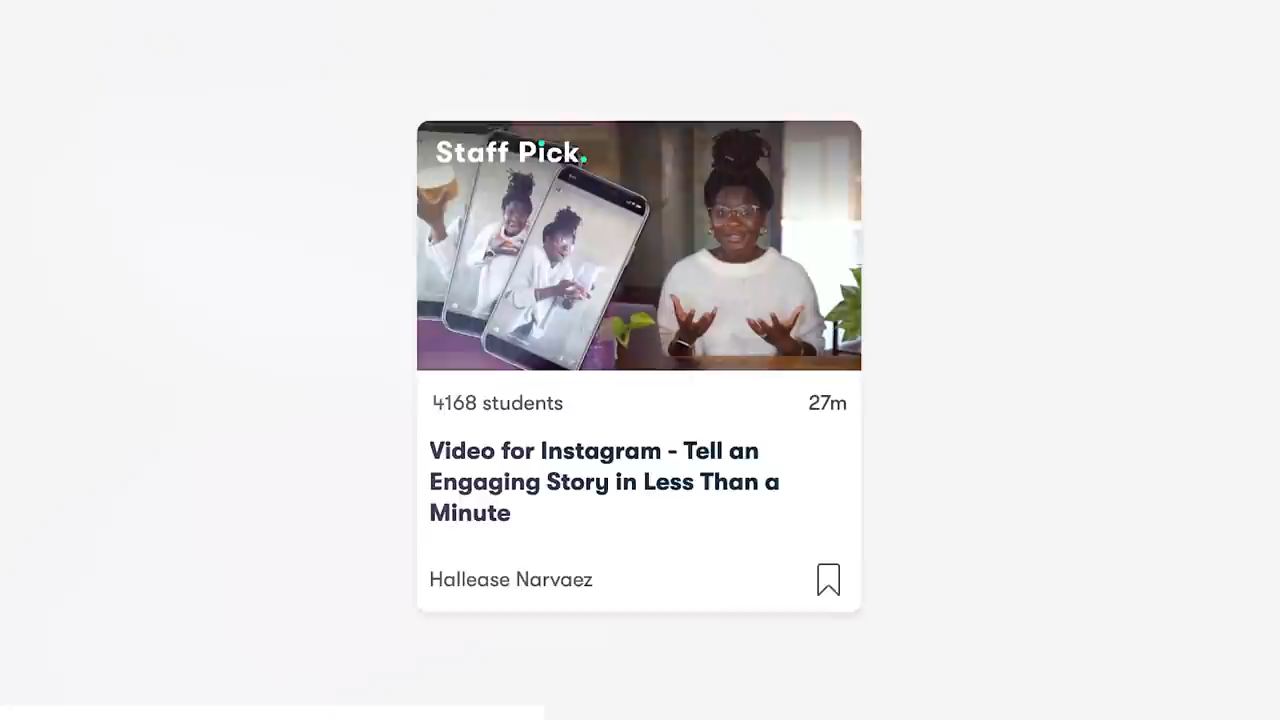 Staff Pick.
4168 students 27m
Video for Instagram - Tell an
Engaging Story in Less Than a
Minute
Hallease Narvaez